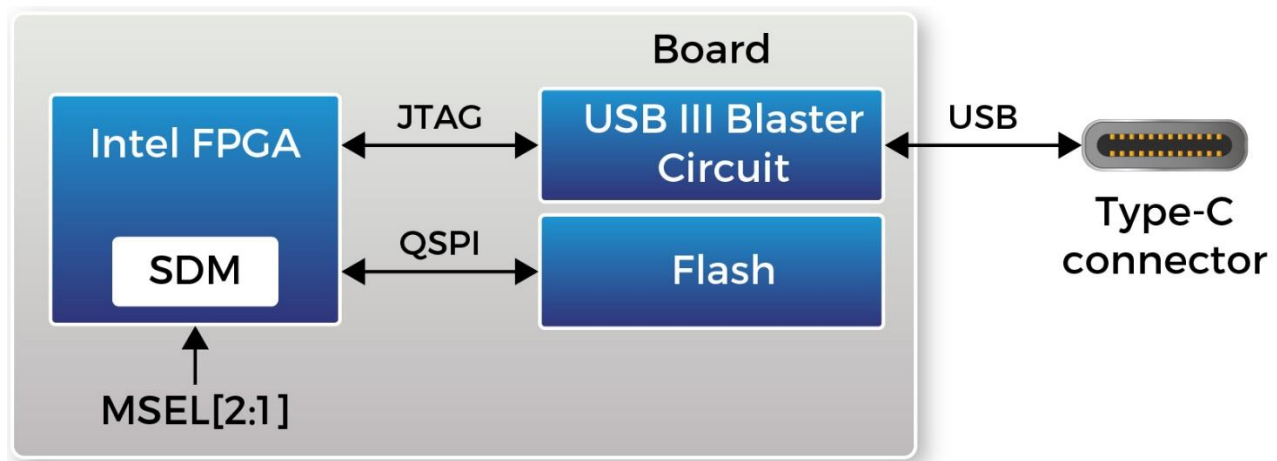 Board
Intel FPGA
JTAG
USB III Blaster
Circuit
USB
SDM
QSPI
Flash
Type-C
connector
MSEL[2:1]